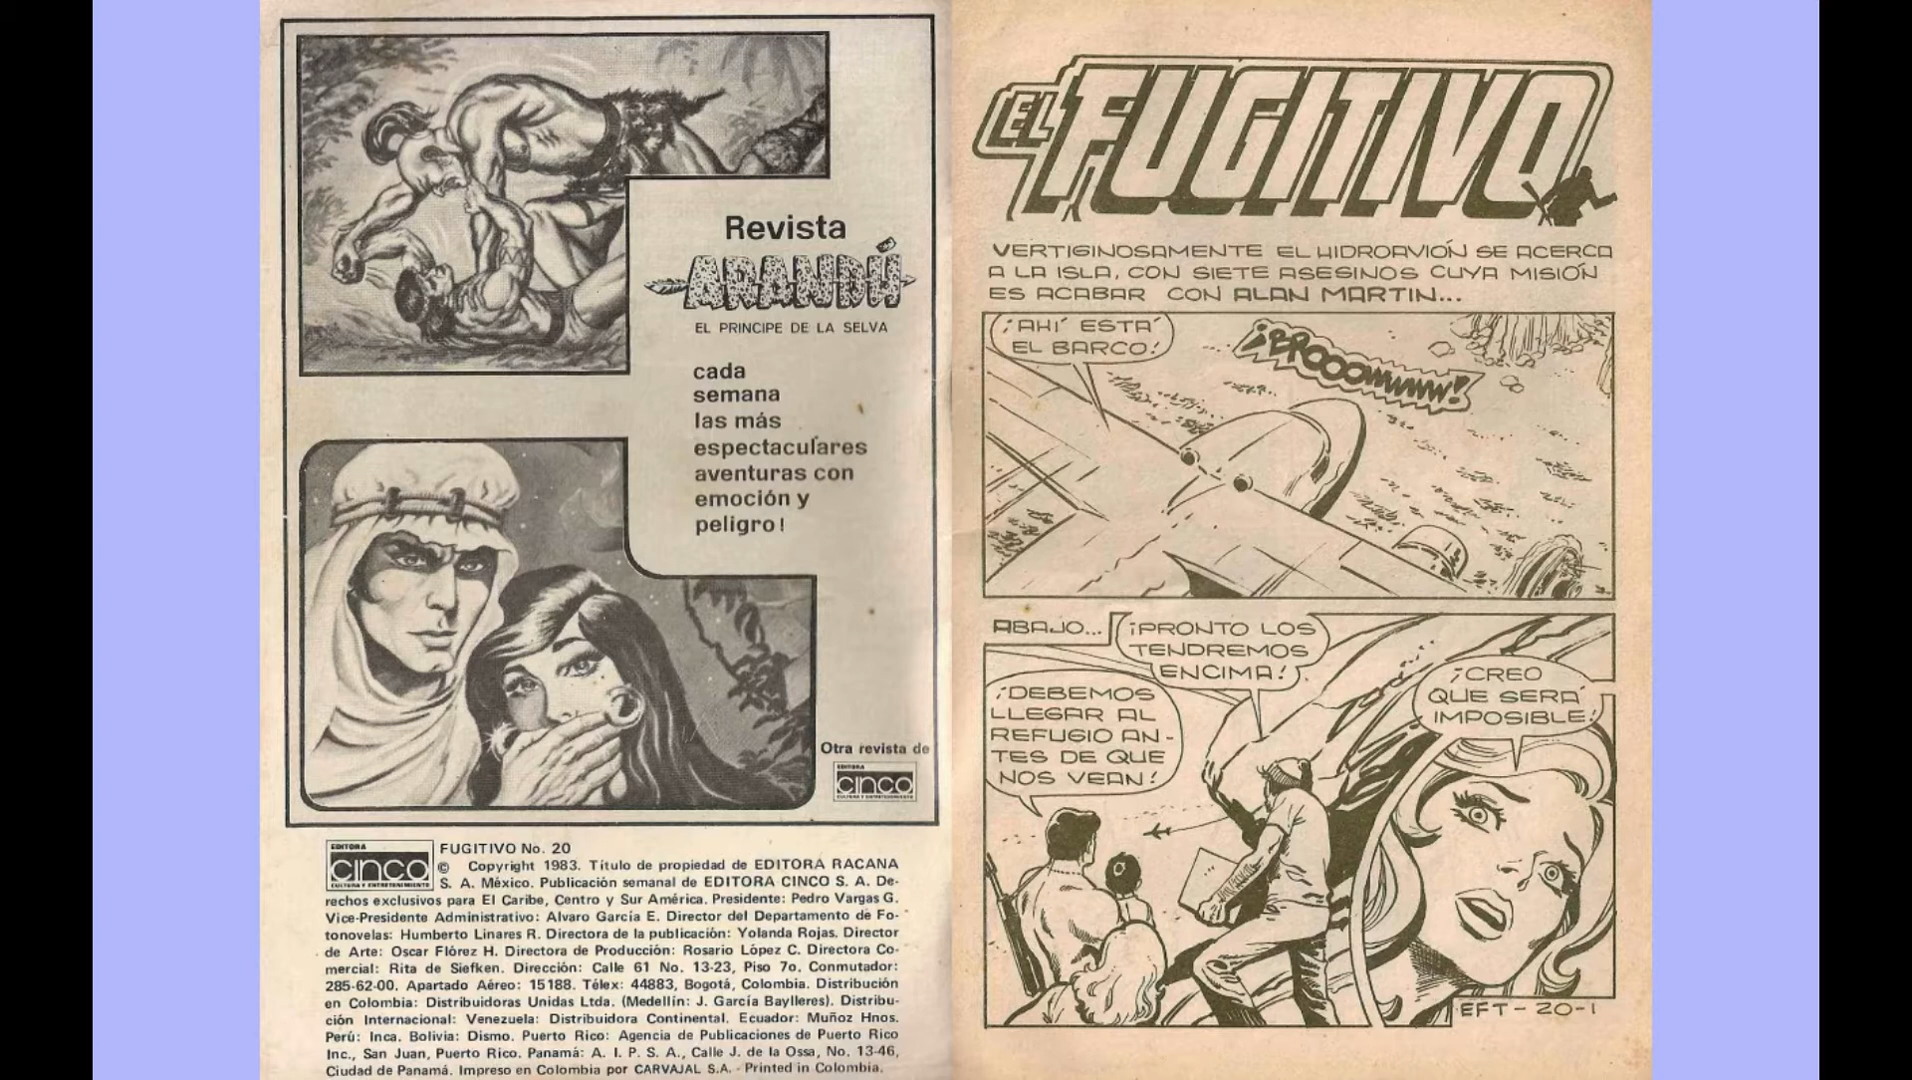 Revista
ARANDÚ
EL PRINCIPE DE LA SELVA
cada
semana
las más
espectaculares
aventuras con
emoción y
peligro!
Otra revista de
EDITORA
CINCO
CULTURA Y ENTRETENIMIENTO
EDITORA
CINCO
CULTURA Y ENTRETENIMIENTO
FUGITIVO No. 20
© Copyright 1983. Título de propiedad de EDITORA RACANA
S. A. México. Publicación semanal de EDITORA CINCO S. A. De-
rechos exclusivos para El Caribe, Centro y Sur América. Presidente: Pedro Vargas G.
Vice-Presidente Administrativo: Alvaro García E. Director del Departamento de Fo-
tonovelas: Humberto Linares R. Directora de la publicación: Yolanda Rojas. Director
de Arte: Oscar Flórez H. Directora de Producción: Rosario López C. Directora Co-
mercial: Rita de Siefken. Dirección: Calle 61 No. 13-23, Piso 7o. Conmutador:
285-62-00. Apartado Aéreo: 15188. Télex: 44883, Bogotá, Colombia. Distribución
en Colombia: Distribuidoras Unidas Ltda. (Medellín: J. García Baylleres). Distribu-
ción Internacional: Venezuela: Distribuidora Continental. Ecuador: Muñoz Hnos.
Perú: Inca. Bolivia: Dismo. Puerto Rico: Agencia de Publicaciones de Puerto Rico
Inc., San Juan, Puerto Rico. Panamá: A. I. P. S. A., Calle J. de la Ossa, No. 13-46,
Ciudad de Panamá. Impreso en Colombia por CARVAJAL S.A. - Printed in Colombia.
EL FUGITIVO
VERTIGINOSAMENTE EL HIDROAVIÓN SE ACERCA
A LA ISLA, CON SIETE ASESINOS CUYA MISIÓN
ES ACABAR CON ALAN MARTIN...
¡AHÍ ESTÁ
EL BARCO!
¡BROOOMWWWW!
ABAJO...
¡PRONTO LOS
TENDREMOS
ENCIMA!
¡DEBEMOS
LLEGAR AL
REFUGIO AN-
TES DE QUE
NOS VEAN!
¡CREO
QUE SERÁ
IMPOSIBLE!
EFT - 20-1